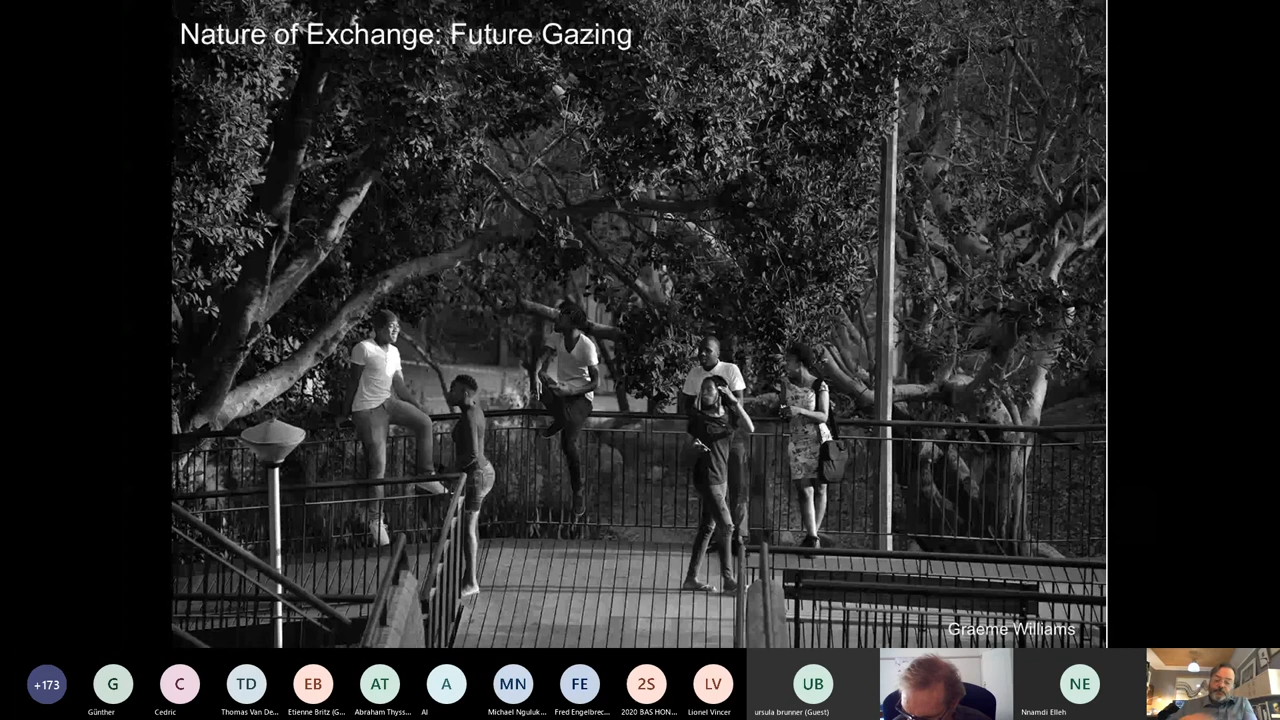 Nature of Exchange: Future Gazing
Graeme Williams
+173
G
C
TD
EB
AT
A
MN
FE
2S
LV
UB
NE
Günther
Cedric
Thomas Van De...
Etienne Britz (G...
Abraham Thyss...
Al
Michael Nguluk...
Fred Engelbrec...
2020 BAS HON...
Lionel Vincer
ursula brunner (Guest)
Nnamdi Elleh